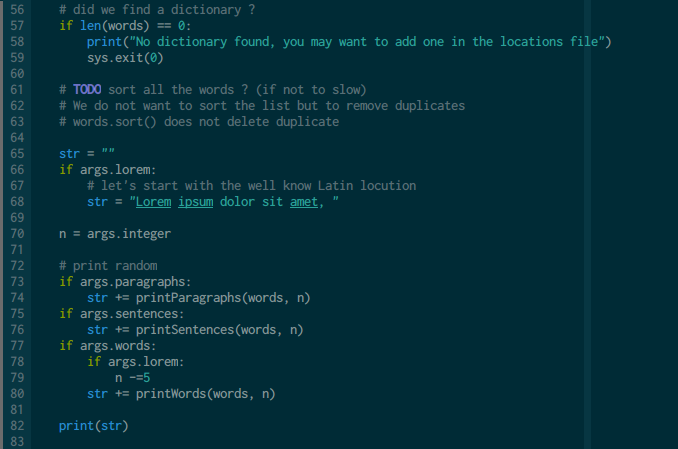 56     # did we find a dictionary ?
57     if len(words) == 0:
58         print("No dictionary found, you may want to add one in the locations file")
59         sys.exit(0)
60
61     # TODO sort all the words ? (if not to slow)
62     # We do not want to sort the list but to remove duplicates
63     # words.sort() does not delete duplicate
64
65     str = ""
66     if args.lorem:
67         # let's start with the well know Latin locution
68         str = "Lorem ipsum dolor sit amet, "
69
70     n = args.integer
71
72     # print random
73     if args.paragraphs:
74         str += printParagraphs(words, n)
75     if args.sentences:
76         str += printSentences(words, n)
77     if args.words:
78         if args.lorem:
79             n -=5
80         str += printWords(words, n)
81
82     print(str)
83